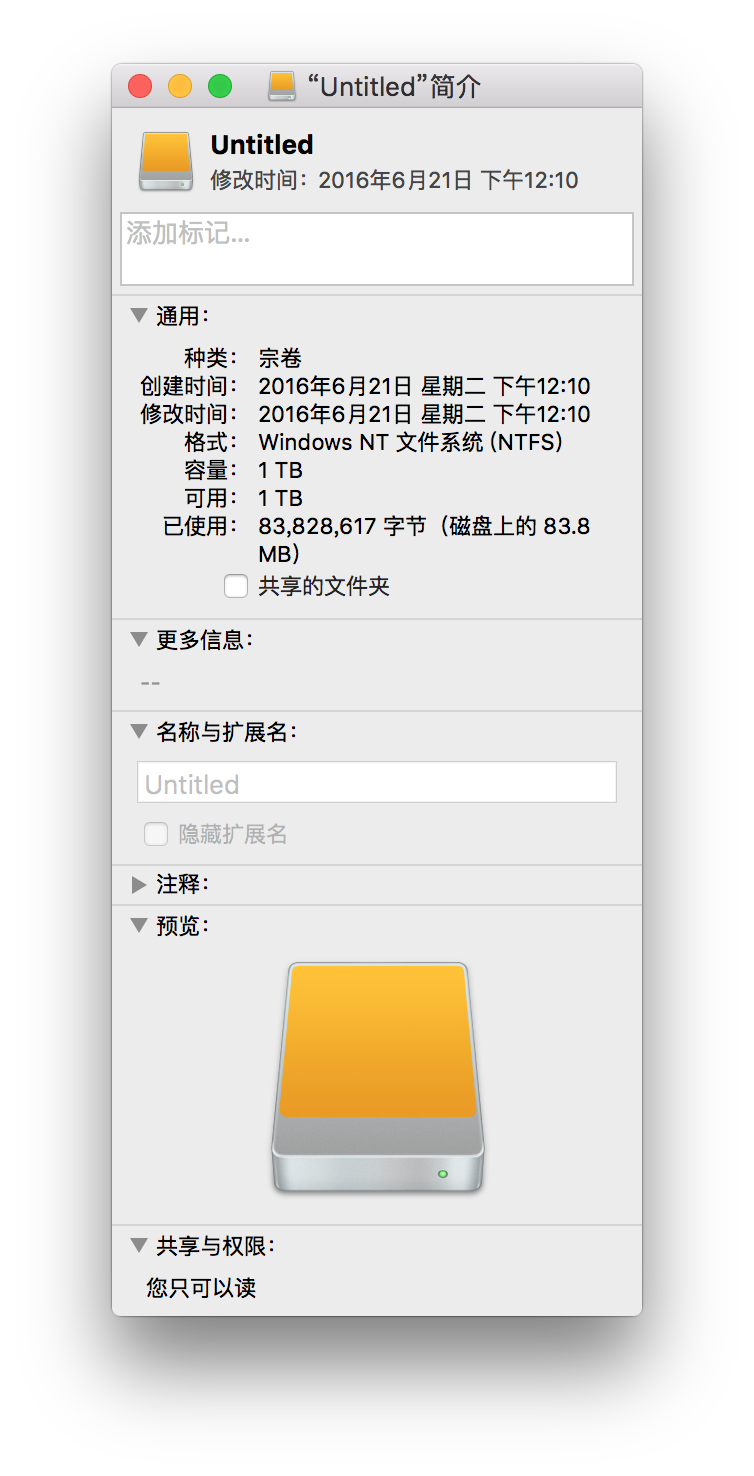 “Untitled”简介
Untitled
修改时间：2016年6月21日 下午12:10
添加标记...
通用：
种类： 宗卷
创建时间： 2016年6月21日 星期二 下午12:10
修改时间： 2016年6月21日 星期二 下午12:10
格式： Windows NT 文件系统 (NTFS)
容量： 1 TB
可用： 1 TB
已使用： 83,828,617 字节（磁盘上的 83.8
MB）
共享的文件夹
更多信息：
--
名称与扩展名：
Untitled
隐藏扩展名
注释：
预览：
共享与权限：
您只可以读